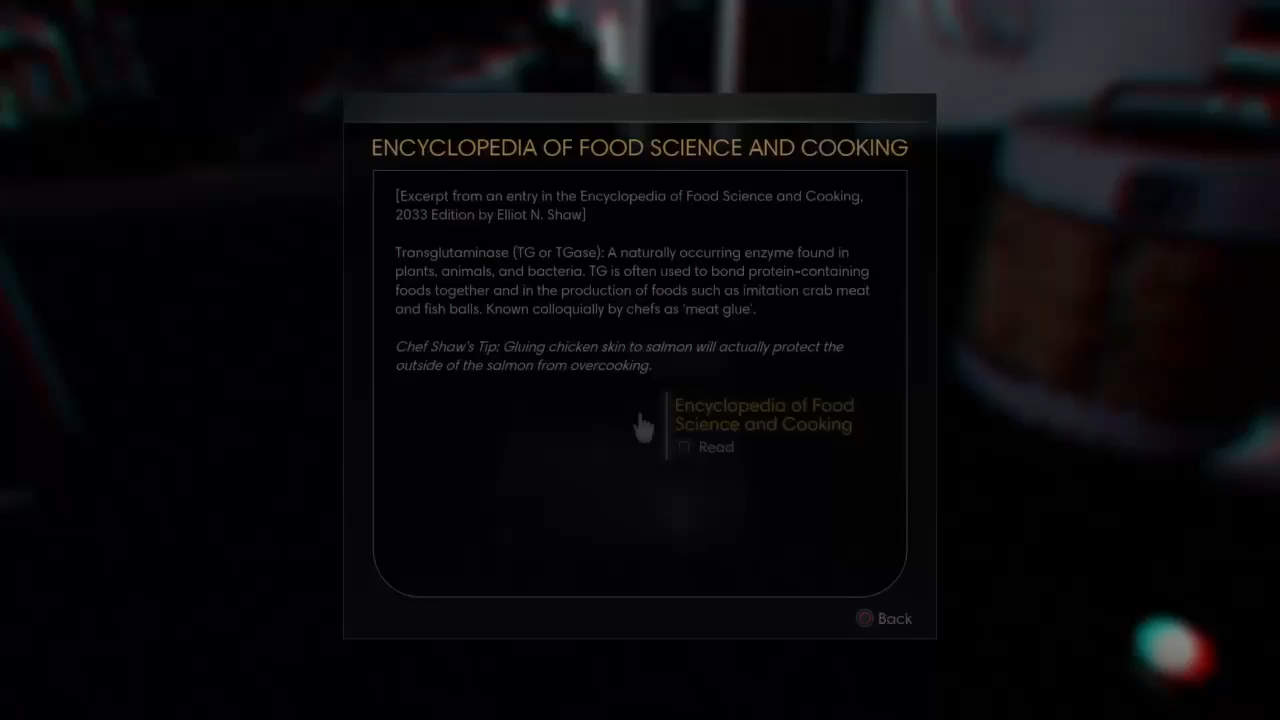 ENCYCLOPEDIA OF FOOD SCIENCE AND COOKING
[Excerpt from an entry in the Encyclopedia of Food Science and Cooking,
2033 Edition by Elliot N. Shaw]
Transglutaminase (TG or TGase): A naturally occurring enzyme found in
plants, animals, and bacteria. TG is often used to bond protein-containing
foods together and in the production of foods such as imitation crab meat
and fish balls. Known colloquially by chefs as 'meat glue'.
Chef Shaw's Tip: Gluing chicken skin to salmon will actually protect the
outside of the salmon from overcooking.
Encyclopedia of Food
Science and Cooking
Read
Back